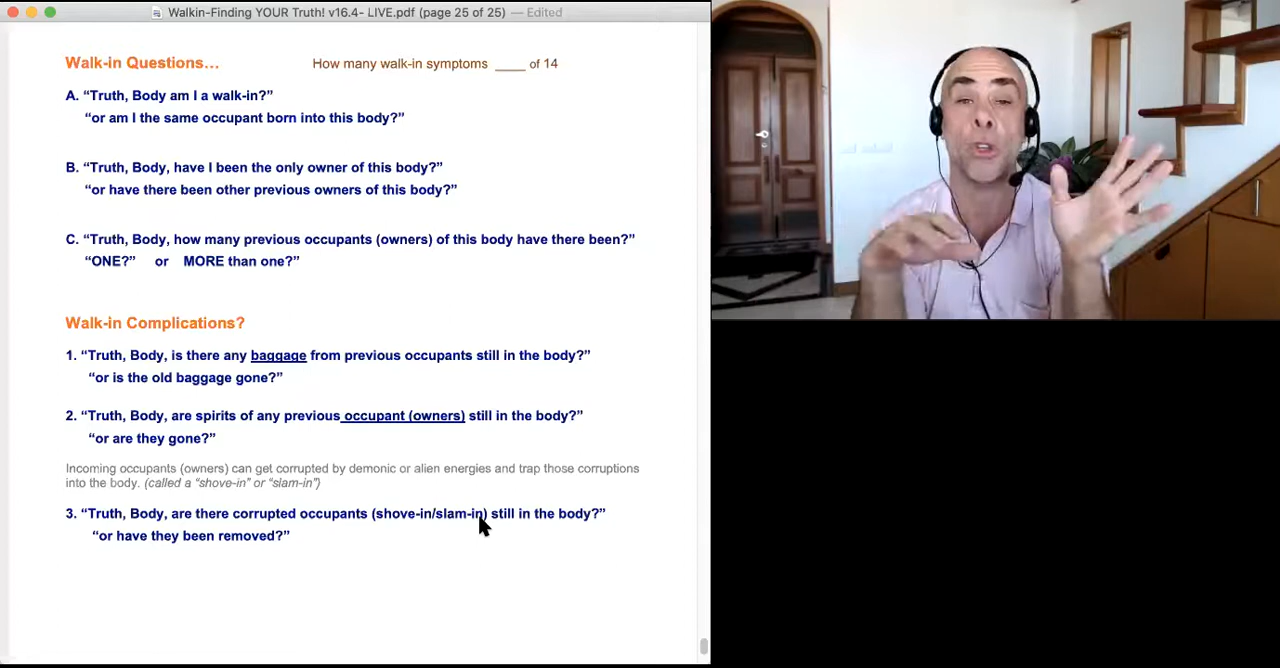 Walkin-Finding YOUR Truth! v16.4- LIVE.pdf (page 25 of 25) — Edited
Walk-in Questions… How many walk-in symptoms ____ of 14
A. “Truth, Body am I a walk-in?”
“or am I the same occupant born into this body?”
B. “Truth, Body, have I been the only owner of this body?”
“or have there been other previous owners of this body?”
C. “Truth, Body, how many previous occupants (owners) of this body have there been?”
“ONE?” or MORE than one?”
Walk-in Complications?
1. “Truth, Body, is there any baggage from previous occupants still in the body?”
“or is the old baggage gone?”
2. “Truth, Body, are spirits of any previous occupant (owners) still in the body?”
“or are they gone?”
Incoming occupants (owners) can get corrupted by demonic or alien energies and trap those corruptions
into the body. (called a “shove-in” or “slam-in”)
3. “Truth, Body, are there corrupted occupants (shove-in/slam-in) still in the body?”
“or have they been removed?”